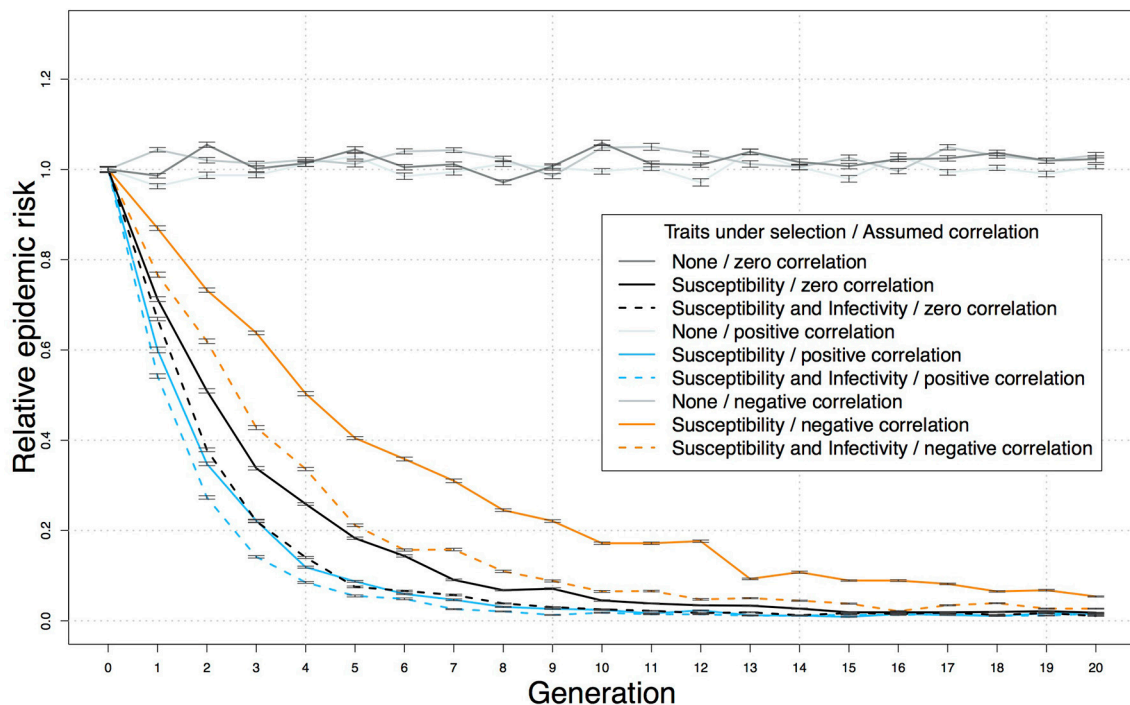 1.2
1.0
0.8
0.6
0.4
0.2
0.0
Relative epidemic risk
Traits under selection / Assumed correlation
None / zero correlation
Susceptibility / zero correlation
Susceptibility and Infectivity / zero correlation
None / positive correlation
Susceptibility / positive correlation
Susceptibility and Infectivity / positive correlation
None / negative correlation
Susceptibility / negative correlation
Susceptibility and Infectivity / negative correlation
0 1 2 3 4 5 6 7 8 9 10 11 12 13 14 15 16 17 18 19 20
Generation